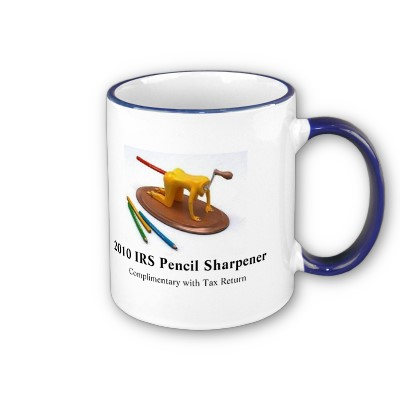 2010 IRS Pencil Sharpener
Complimentary with Tax Return